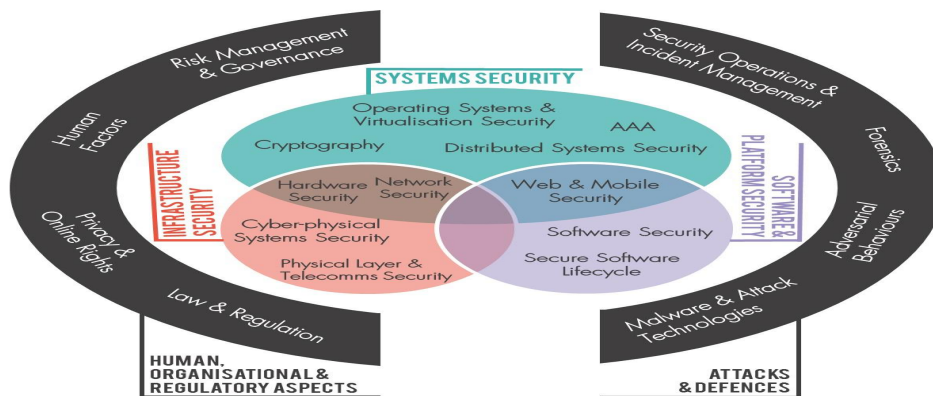 Risk Management
& Governance
Human
Factors
Privacy &
Online Rights
Law & Regulation
HUMAN,
ORGANISATIONAL &
REGULATORY ASPECTS
INFRASTRUCTURE
SECURITY
SYSTEMS SECURITY
Operating Systems &
Virtualisation Security
AAA
Cryptography
Distributed Systems Security
Hardware
Security
Network
Security
Web & Mobile
Security
Cyber-physical
Systems Security
Physical Layer &
Telecomms Security
Software Security
Secure Software
Lifecycle
SOFTWARE &
PLATFORM SECURITY
Security Operations &
Incident Management
Forensics
Adversarial
Behaviours
Malware & Attack
Technologies
ATTACKS
& DEFENCES